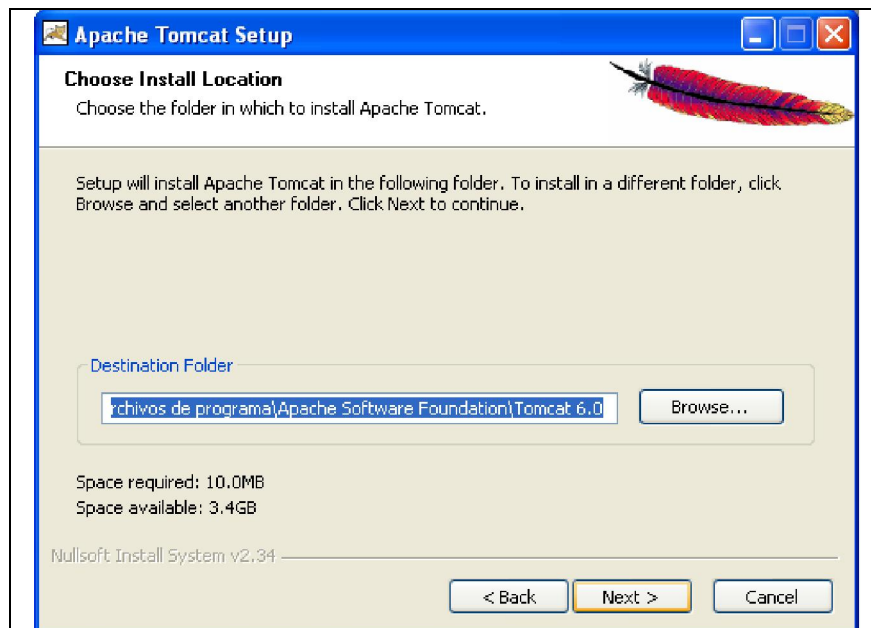 Apache Tomcat Setup
Choose Install Location
Choose the folder in which to install Apache Tomcat.
Setup will install Apache Tomcat in the following folder. To install in a different folder, click
Browse and select another folder. Click Next to continue.
Destination Folder
rchivos de programa\Apache Software Foundation\Tomcat 6.0
Browse...
Space required: 10.0MB
Space available: 3.4GB
Nullsoft Install System v2.34
< Back Next > Cancel